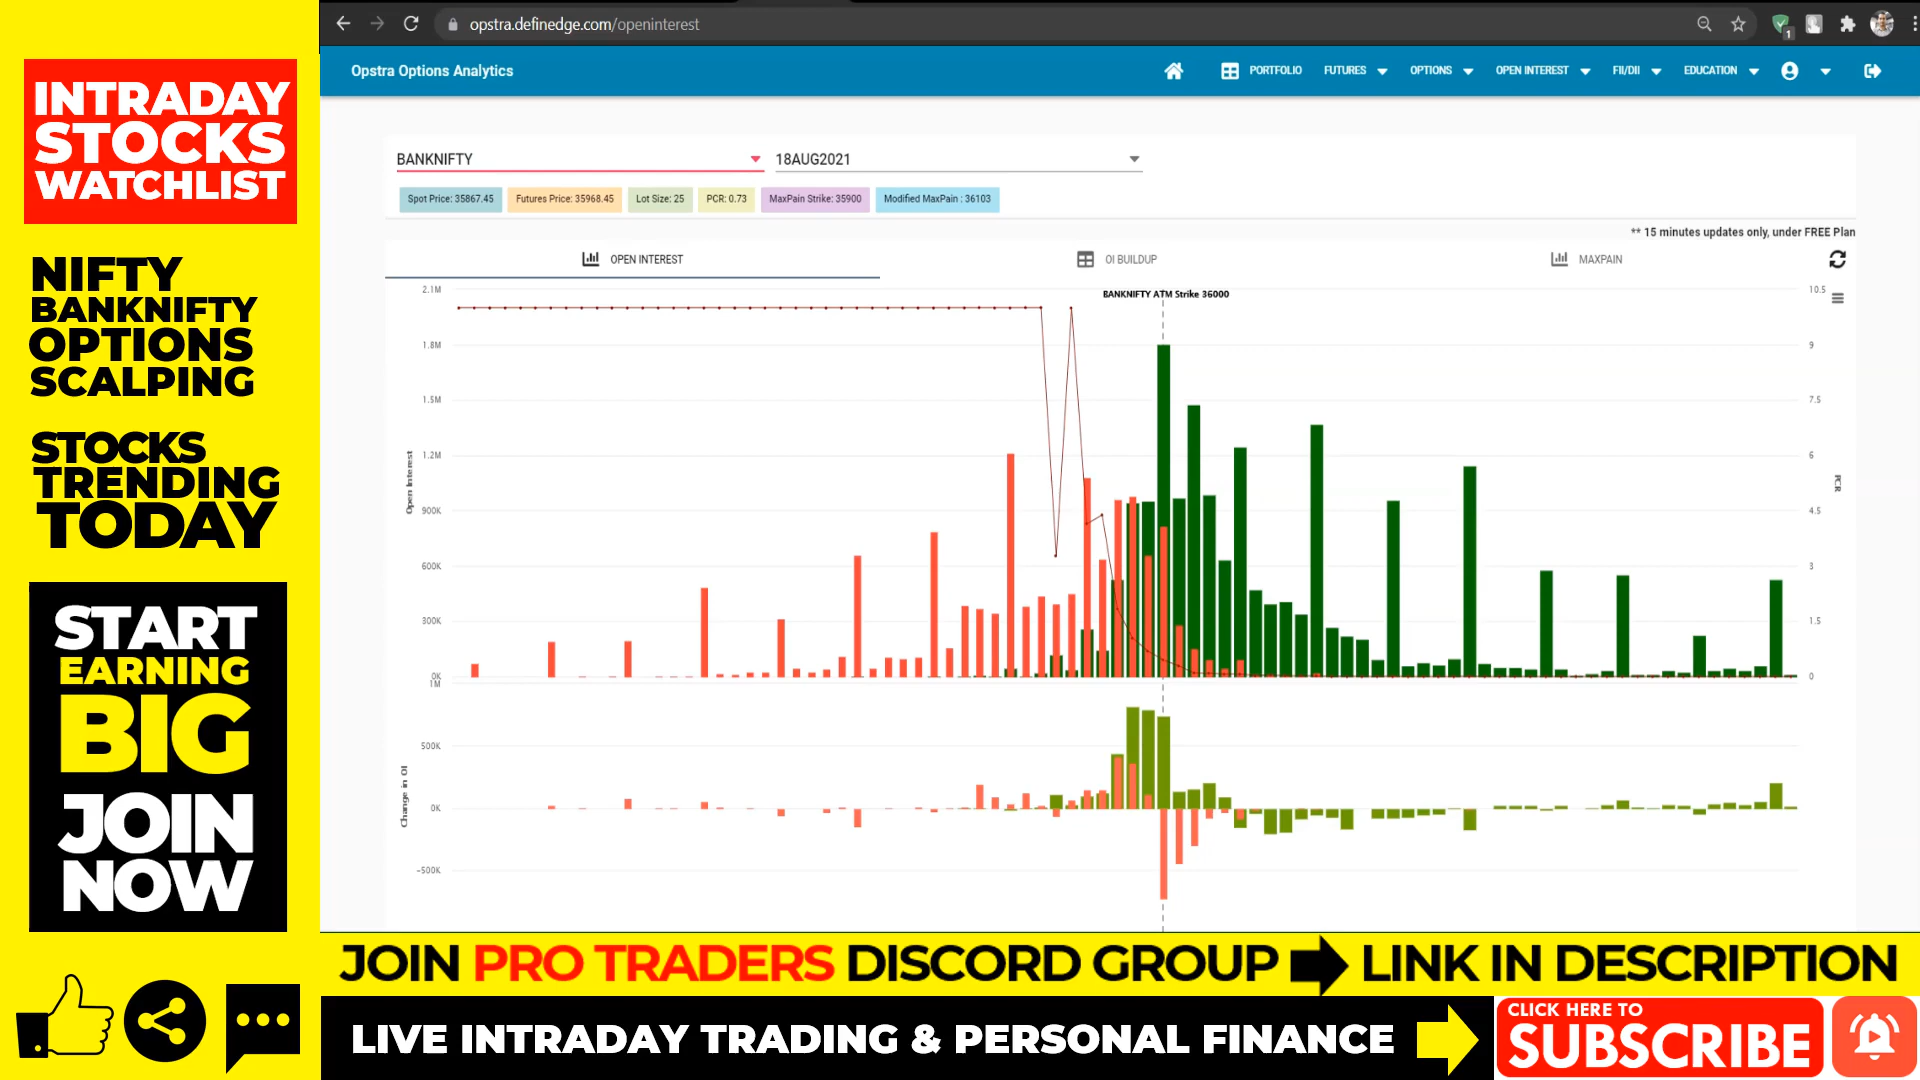 opstra.definedge.com/openinterest
1
INTRADAY
STOCKS
WATCHLIST
NIFTY
BANKNIFTY
OPTIONS
SCALPING
STOCKS
TRENDING
TODAY
START
EARNING
BIG
JOIN
NOW
Opstra Options Analytics
PORTFOLIO
FUTURES
OPTIONS
OPEN INTEREST
FII/DII
EDUCATION
BANKNIFTY
18AUG2021
Spot Price: 35867.45
Futures Price: 35968.45
Lot Size: 25
PCR: 0.73
MaxPain Strike: 35900
Modified MaxPain : 36103
** 15 minutes updates only, under FREE Plan
OPEN INTEREST
OI BUILDUP
MAXPAIN
BANKNIFTY ATM Strike 36000
2.1M
1.8M
1.5M
1.2M
900K
600K
300K
0K
Open Interest
10.5
9
7.5
6
4.5
3
1.5
0
PCR
1M
500K
0K
-500K
Change in OI
JOIN PRO TRADERS DISCORD GROUP LINK IN DESCRIPTION
LIVE INTRADAY TRADING & PERSONAL FINANCE
CLICK HERE TO
SUBSCRIBE